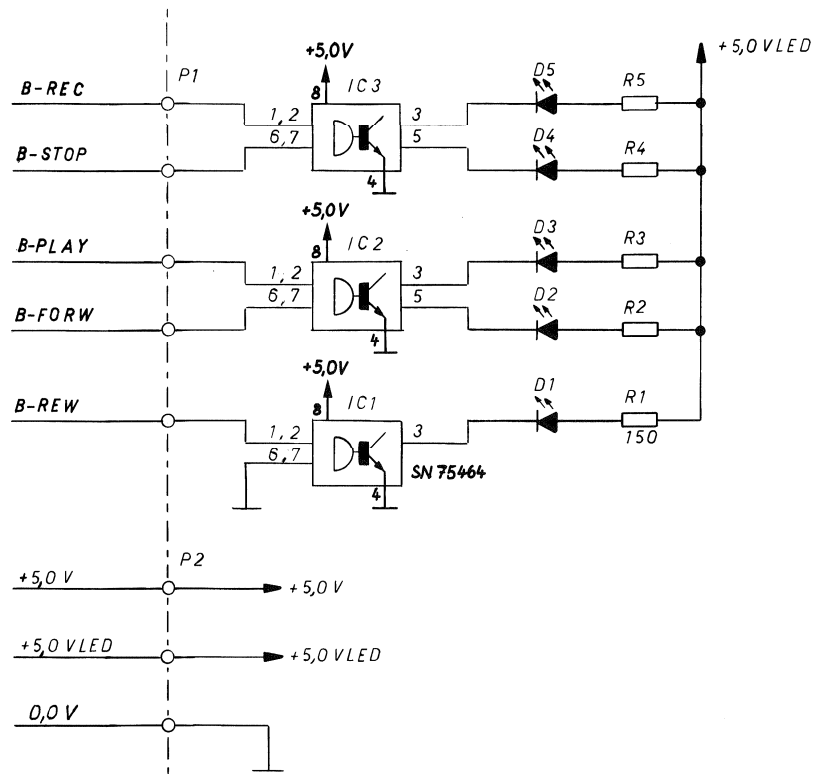 +5,0 VLED
+5,0V
P1
IC3
D5
R5
B-REC
8
1,2
3
6,7
5
D4
R4
B-STOP
4
+5,0V
IC2
D3
R3
B-PLAY
8
1,2
3
6,7
5
D2
R2
B-FORW
4
+5,0V
IC1
D1
R1
B-REW
8
1,2
3
150
6,7
SN 75464
4
P2
+5,0 V
+5,0 V
+5,0 VLED
+5,0 VLED
0,0 V